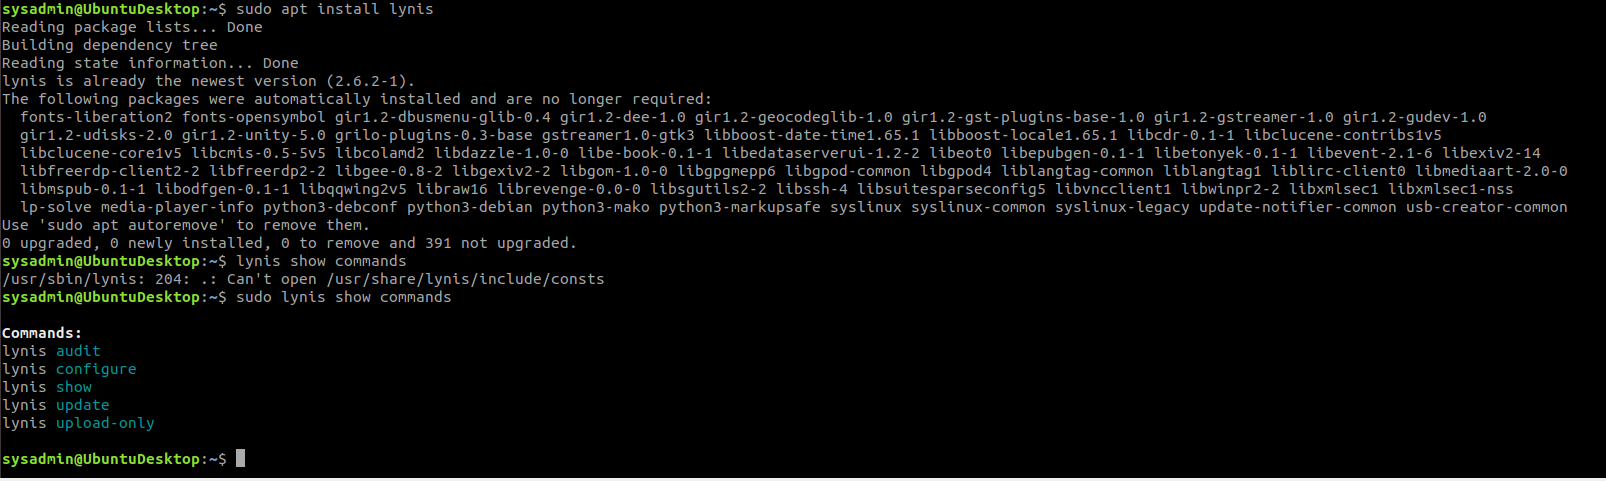 sysadmin@UbuntuDesktop:~$ sudo apt install lynis
Reading package lists... Done
Building dependency tree
Reading state information... Done
lynis is already the newest version (2.6.2-1).
The following packages were automatically installed and are no longer required:
  fonts-liberation2 fonts-opensymbol gir1.2-dbusmenu-glib-0.4 gir1.2-dee-1.0 gir1.2-geocodeglib-1.0 gir1.2-gst-plugins-base-1.0 gir1.2-gstreamer-1.0 gir1.2-gudev-1.0
  gir1.2-udisks-2.0 gir1.2-unity-5.0 grilo-plugins-0.3-base gstreamer1.0-gtk3 libboost-date-time1.65.1 libboost-locale1.65.1 libcdr-0.1-1 libclucene-contribs1v5
  libclucene-core1v5 libcmis-0.5-5v5 libcolamd2 libdazzle-1.0-0 libe-book-0.1-1 libedataserverui-1.2-2 libeot0 libepubgen-0.1-1 libetonyek-0.1-1 libevent-2.1-6 libexiv2-14
  libfreerdp-client2-2 libfreerdp2-2 libgee-0.8-2 libgexiv2-2 libgom-1.0-0 libgpgmepp6 libgpod-common libgpod4 liblangtag-common liblangtag1 liblirc-client0 libmediaart-2.0-0
  libmspub-0.1-1 libodfgen-0.1-1 libqqwing2v5 libraw16 librevenge-0.0-0 libsgutils2-2 libssh-4 libsuitesparseconfig5 libvncclient1 libwinpr2-2 libxmlsec1 libxmlsec1-nss
  lp-solve media-player-info python3-debconf python3-debian python3-mako python3-markupsafe syslinux syslinux-common syslinux-legacy update-notifier-common usb-creator-common
Use 'sudo apt autoremove' to remove them.
0 upgraded, 0 newly installed, 0 to remove and 391 not upgraded.
sysadmin@UbuntuDesktop:~$ lynis show commands
/usr/sbin/lynis: 204: .: Can't open /usr/share/lynis/include/consts
sysadmin@UbuntuDesktop:~$ sudo lynis show commands
Commands:
lynis audit
lynis configure
lynis show
lynis update
lynis upload-only
sysadmin@UbuntuDesktop:~$